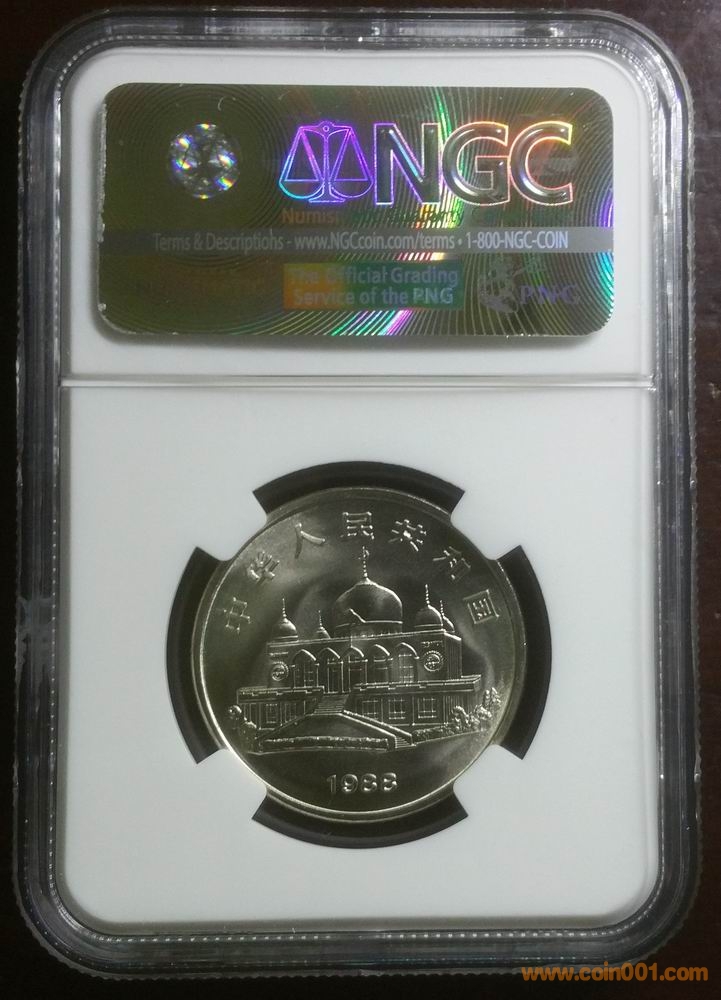 NGC
Terms & Descriptions - www.NGCcoin.com/terms • 1-800-NGC-COIN
The Official Grading
Service of the PNG
PNG
中华人民共和国
1988
www.coin001.com